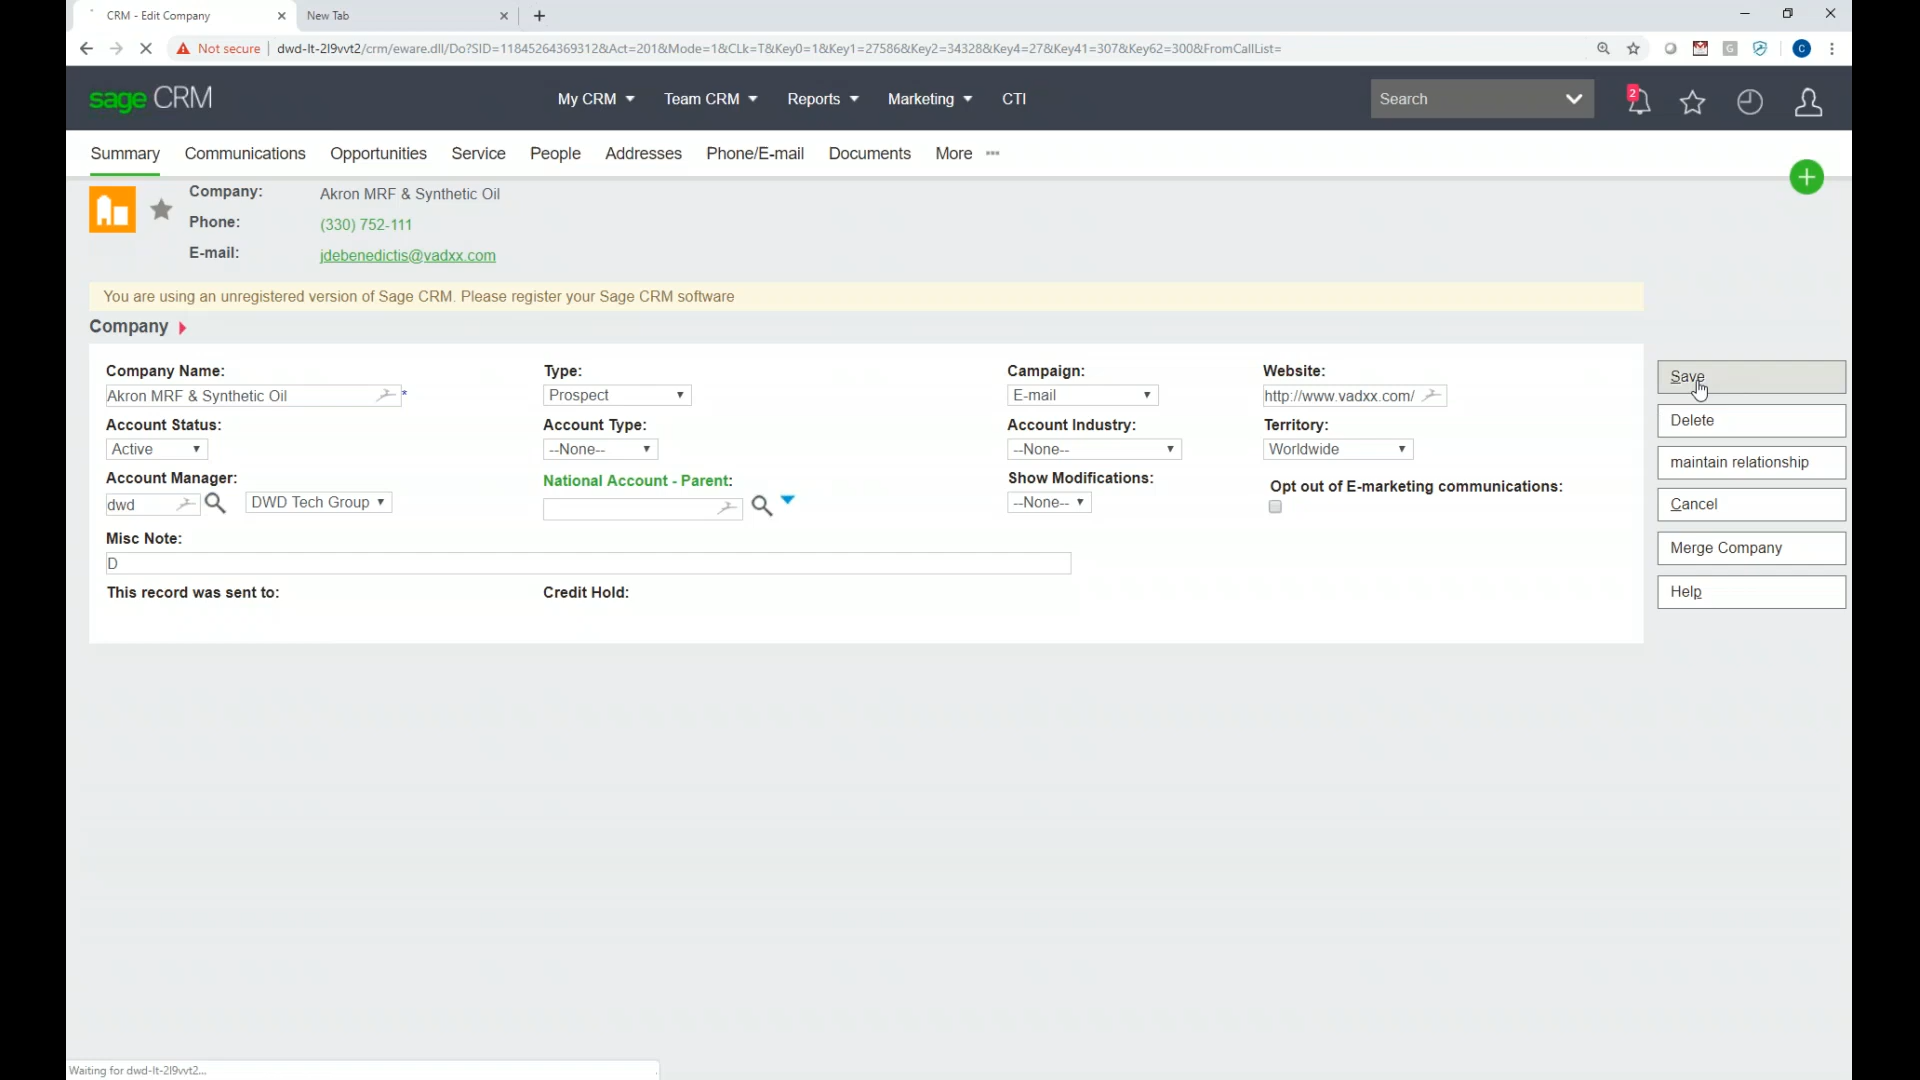 CRM - Edit Company
New Tab
Not secure dwd-lt-2l9vvt2/crm/eware.dll/Do?SID=11845264369312&Act=201&Mode=1&CLk=T&Key0=1&Key1=27586&Key2=34328&Key4=27&Key41=307&Key62=300&FromCallList=
sage CRM My CRM Team CRM Reports Marketing CTI Search 2
Summary Communications Opportunities Service People Addresses Phone/E-mail Documents More
Company: Akron MRF & Synthetic Oil
Phone: (330) 752-111
E-mail: jdebenedictis@vadxx.com
You are using an unregistered version of Sage CRM. Please register your Sage CRM software
Company
Company Name: Type: Campaign: Website:
Akron MRF & Synthetic Oil * Prospect E-mail http://www.vadxx.com/
Account Status: Account Type: Account Industry: Territory:
Active --None-- --None-- Worldwide
Account Manager: National Account - Parent: Show Modifications: Opt out of E-marketing communications:
dwd DWD Tech Group --None--
Misc Note:
D
This record was sent to: Credit Hold:
Save
Delete
maintain relationship
Cancel
Merge Company
Help
Waiting for dwd-lt-2l9vvt2...